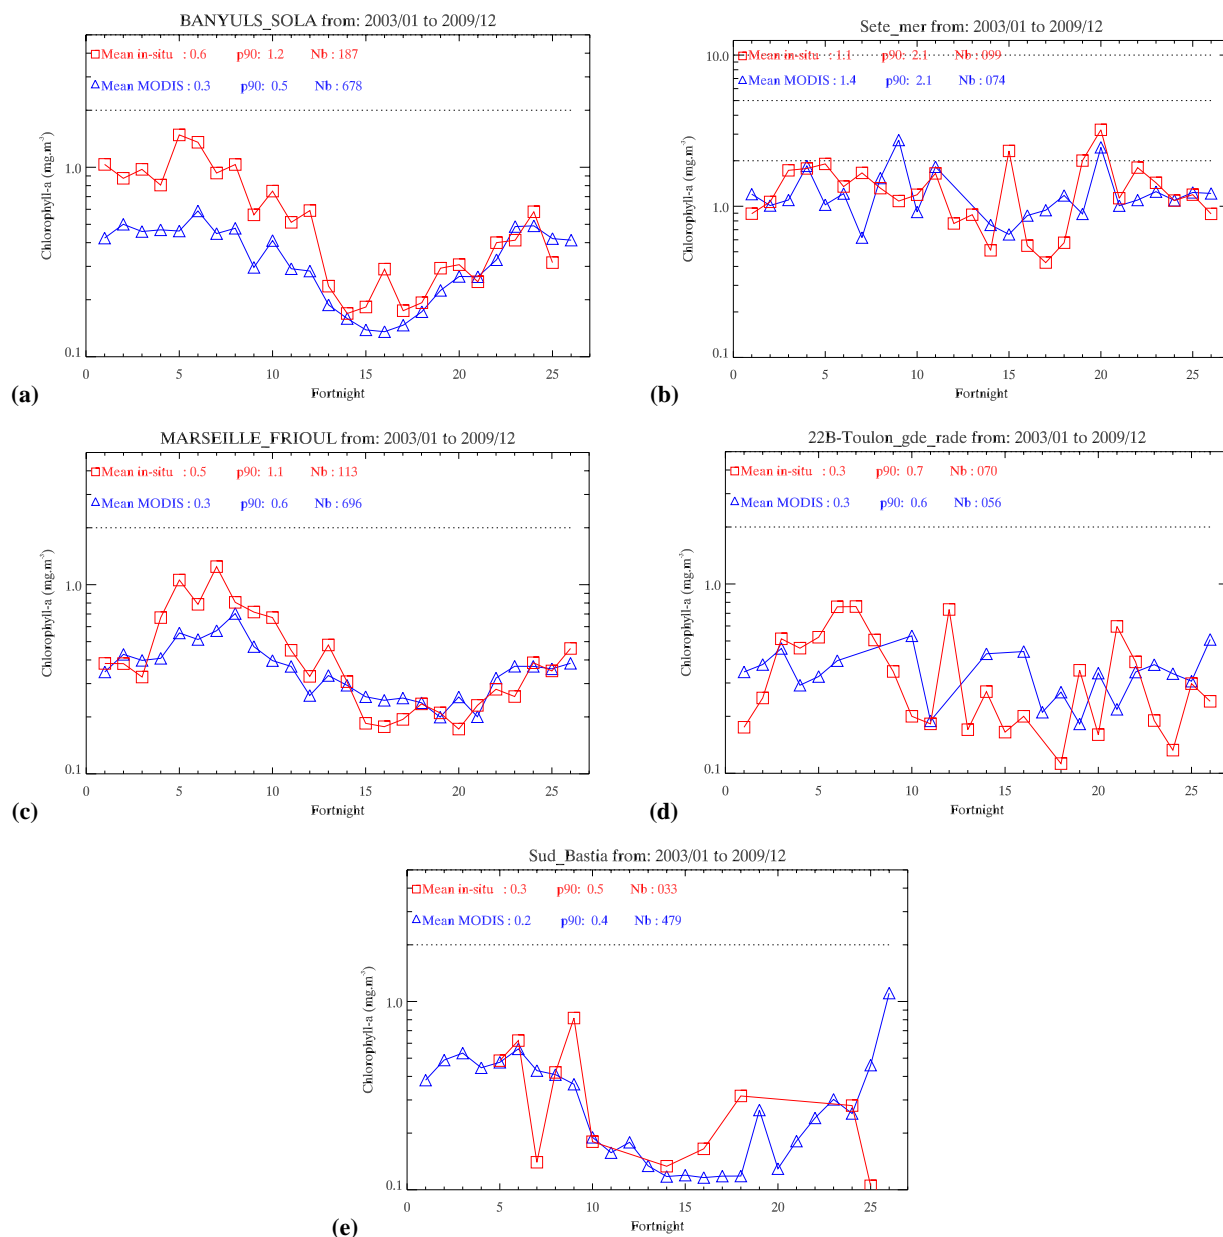 BANYULS_SOLA from: 2003/01 to 2009/12
Mean in-situ : 0.6 p90: 1.2 Nb : 187
Mean MODIS : 0.3 p90: 0.5 Nb : 678
Chlorophyll-a (mg.m-3)
1.0
0.1
0 5 10 15 20 25
Fortnight
(a)
Sete_mer from: 2003/01 to 2009/12
Mean in-situ : 1.1 p90: 2.1 Nb : 099
Mean MODIS : 1.4 p90: 2.1 Nb : 074
Chlorophyll-a (mg.m-3)
10.0
1.0
0.1
0 5 10 15 20 25
Fortnight
(b)
MARSEILLE_FRIOUL from: 2003/01 to 2009/12
Mean in-situ : 0.5 p90: 1.1 Nb : 113
Mean MODIS : 0.3 p90: 0.6 Nb : 696
Chlorophyll-a (mg.m-3)
1.0
0.1
0 5 10 15 20 25
Fortnight
(c)
22B-Toulon_gde_rade from: 2003/01 to 2009/12
Mean in-situ : 0.3 p90: 0.7 Nb : 070
Mean MODIS : 0.3 p90: 0.6 Nb : 056
Chlorophyll-a (mg.m-3)
1.0
0.1
0 5 10 15 20 25
Fortnight
(d)
Sud_Bastia from: 2003/01 to 2009/12
Mean in-situ : 0.3 p90: 0.5 Nb : 033
Mean MODIS : 0.2 p90: 0.4 Nb : 479
Chlorophyll-a (mg.m-3)
1.0
0.1
0 5 10 15 20 25
Fortnight
(e)